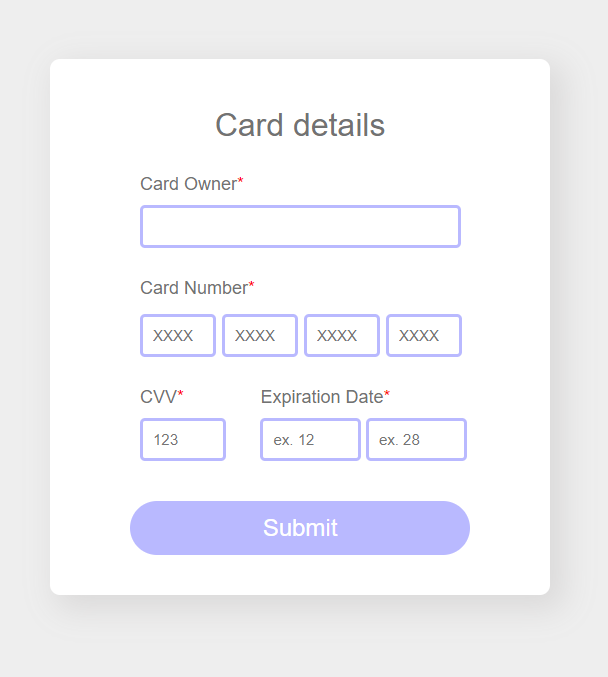 Card details
Card Owner*
Card Number*
XXXX XXXX XXXX XXXX
CVV* Expiration Date*
123 ex. 12 ex. 28
Submit